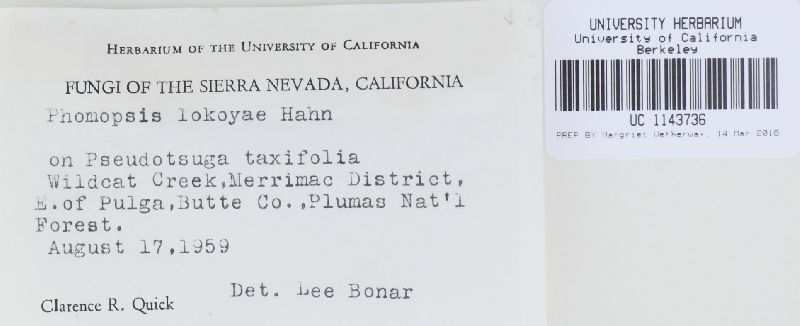 HERBARIUM OF THE UNIVERSITY OF CALIFORNIA
FUNGI OF THE SIERRA NEVADA, CALIFORNIA
Phomopsis lokoyae Hahn
on Pseudotsuga taxifolia
Wildcat Creek,Merrimac District,
E.of Pulga,Butte Co.,Plumas Nat'l
Forest.
August 17,1959
Det. Lee Bonar
Clarence R. Quick
UNIVERSITY HERBARIUM
University of California
Berkeley
UC 1143736
PREP BY Margriet Wetherwax, 14 Mar 2018